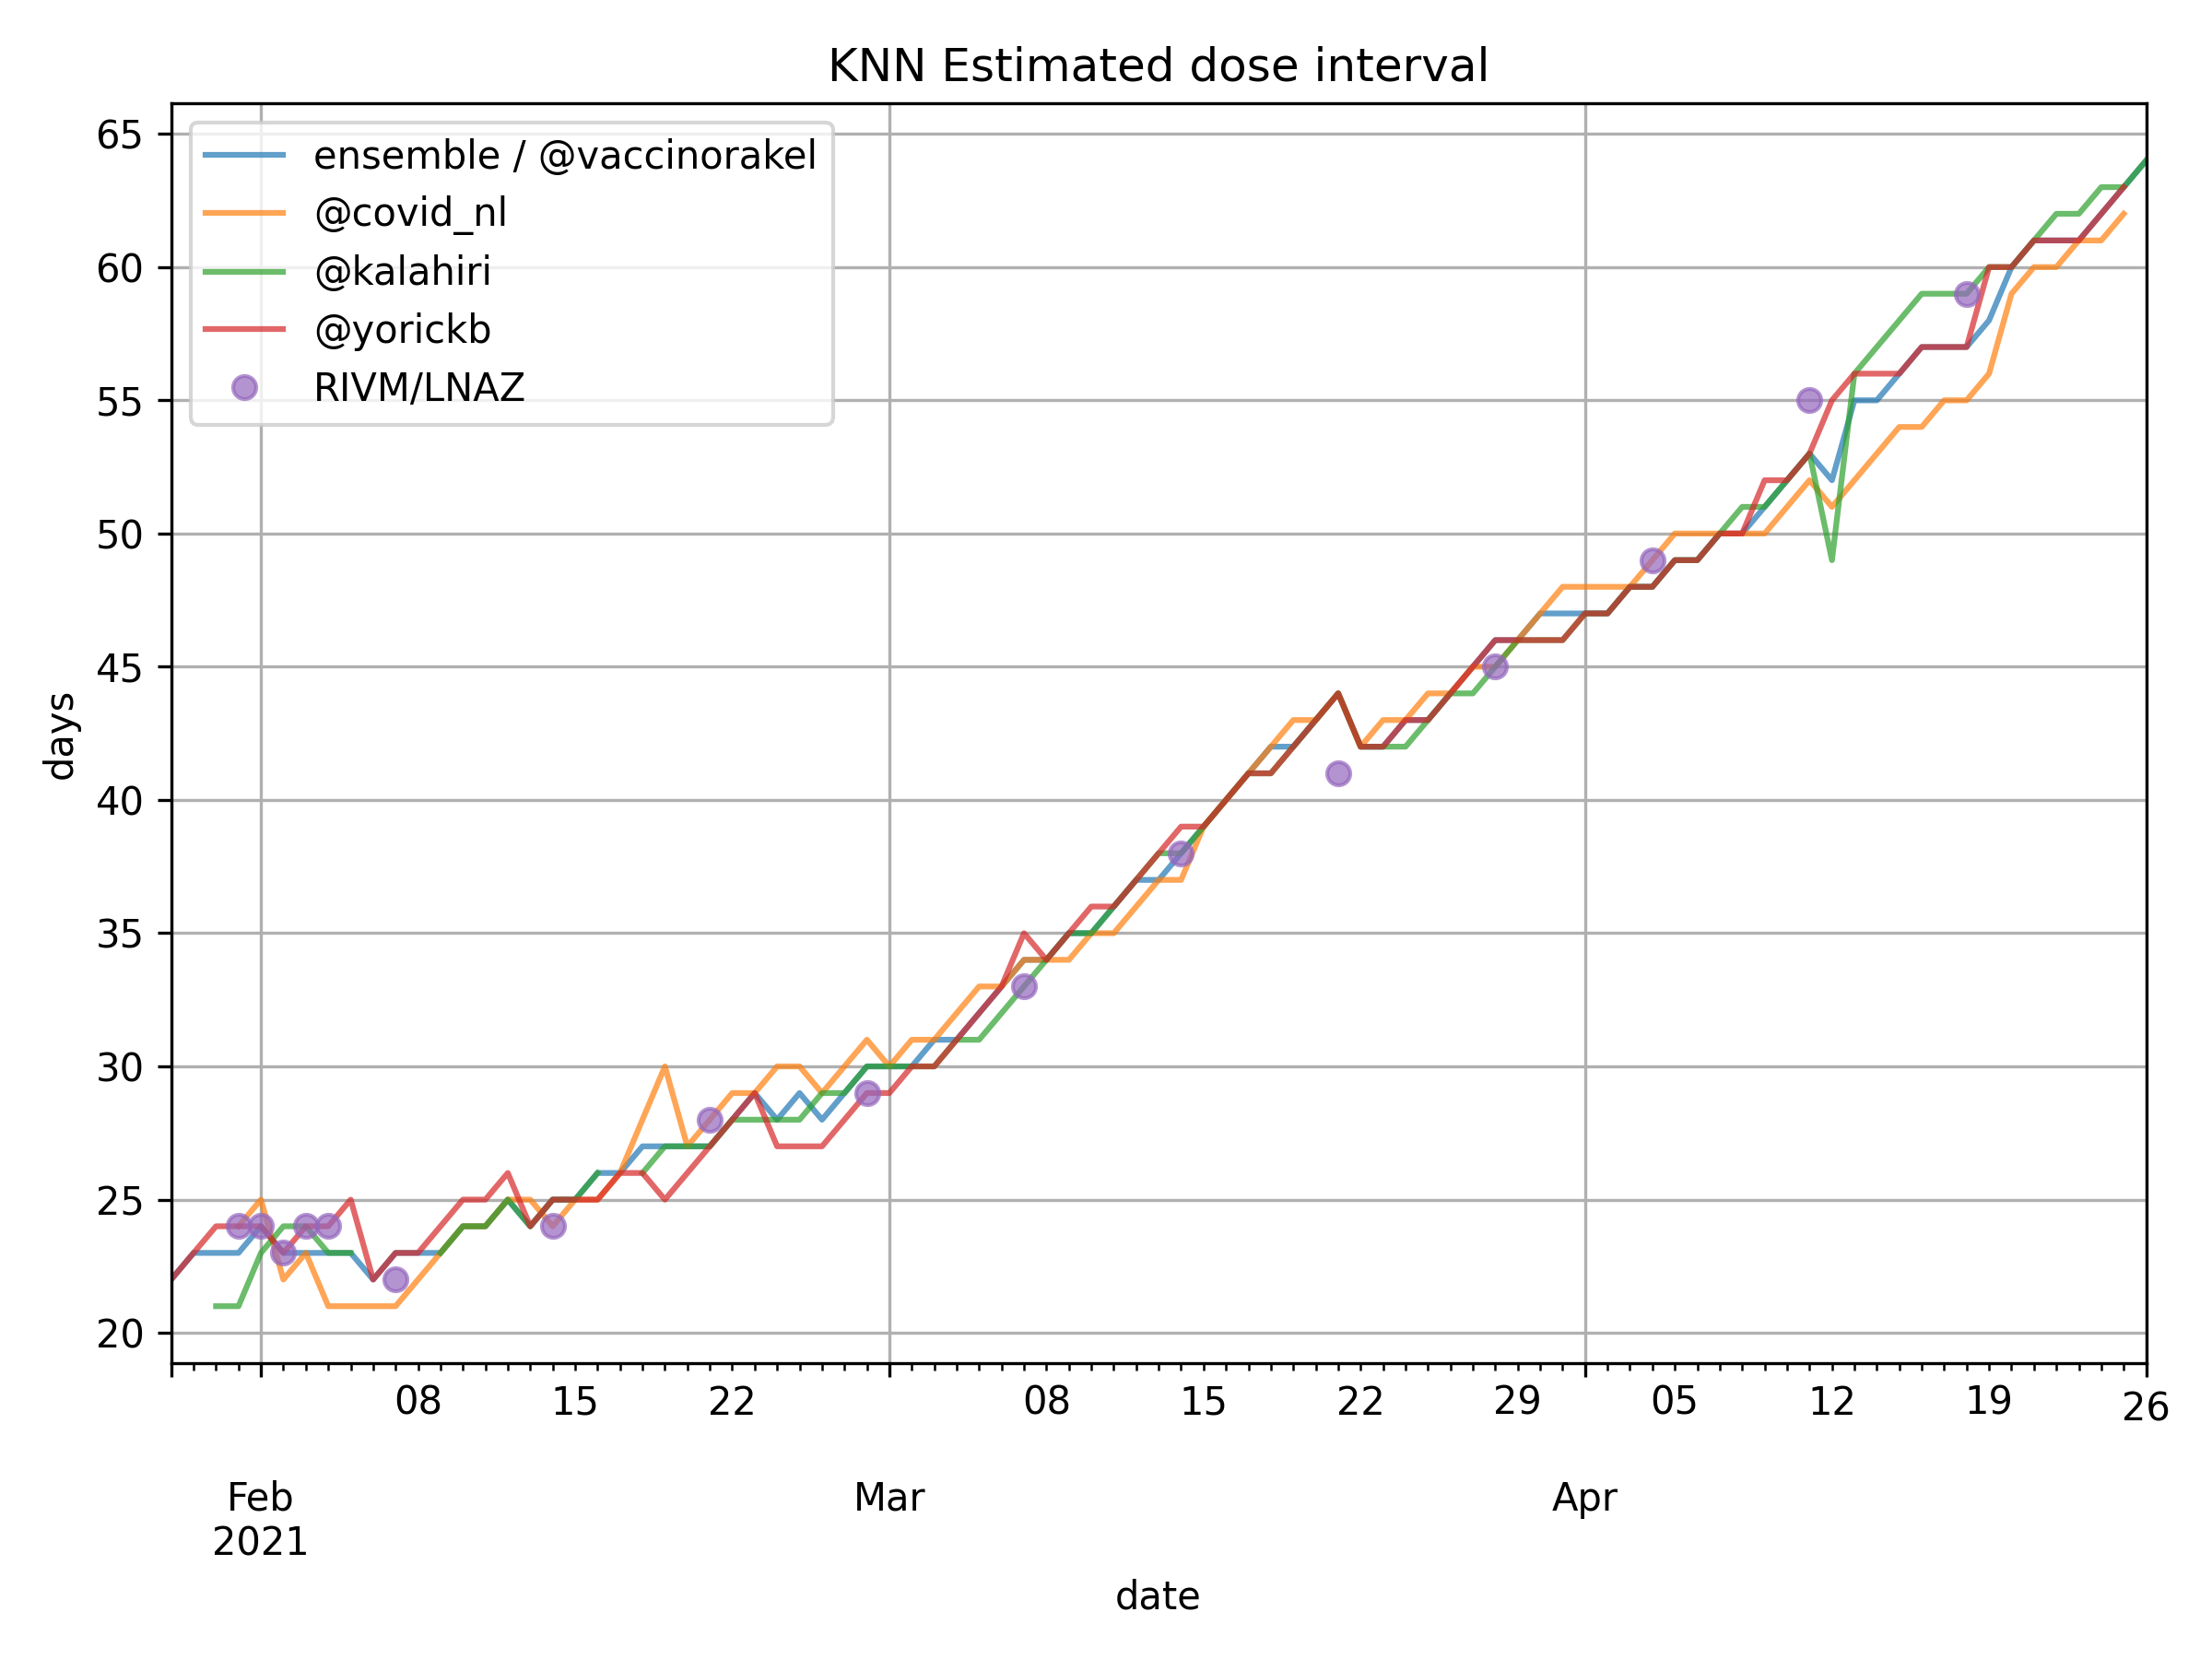 KNN Estimated dose interval
ensemble / @vaccinorakel
@covid_nl
@kalahiri
@yorickb
RIVM/LNAZ
65
60
55
50
45
40
35
30
25
20
days
08 15 22 08 15 22 29 05 12 19 26
Feb Mar Apr
2021
date